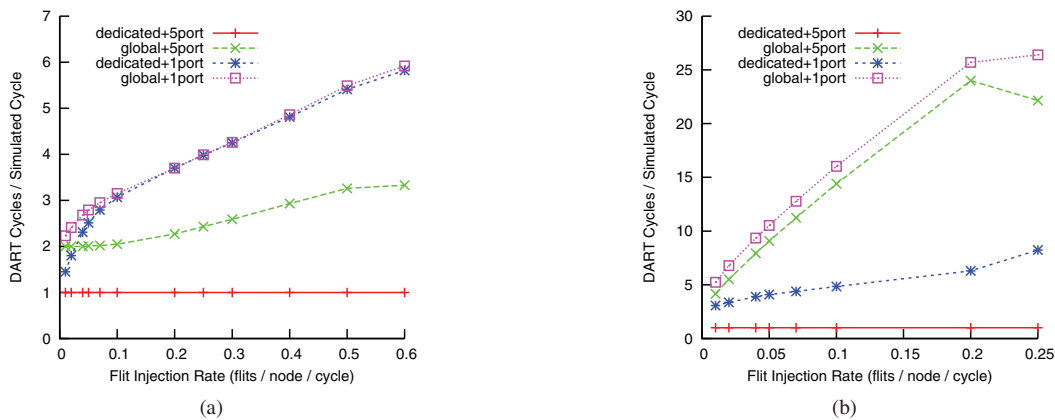 7
6
5
4
3
2
1
0
DART Cycles / Simulated Cycle
dedicated+5port
global+5port
dedicated+1port
global+1port
0 0.1 0.2 0.3 0.4 0.5 0.6
Flit Injection Rate (flits / node / cycle)
(a)
30
25
20
15
10
5
0
DART Cycles / Simulated Cycle
dedicated+5port
global+5port
dedicated+1port
global+1port
0 0.05 0.1 0.15 0.2 0.25
Flit Injection Rate (flits / node / cycle)
(b)